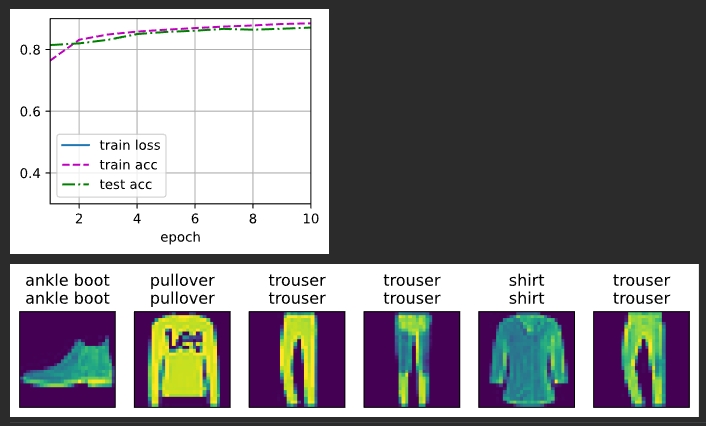 0.8
0.6
0.4
train loss
train acc
test acc
2 4 6 8 10
epoch
ankle boot pullover trouser trouser shirt trouser
ankle boot pullover trouser trouser shirt trouser
Lee